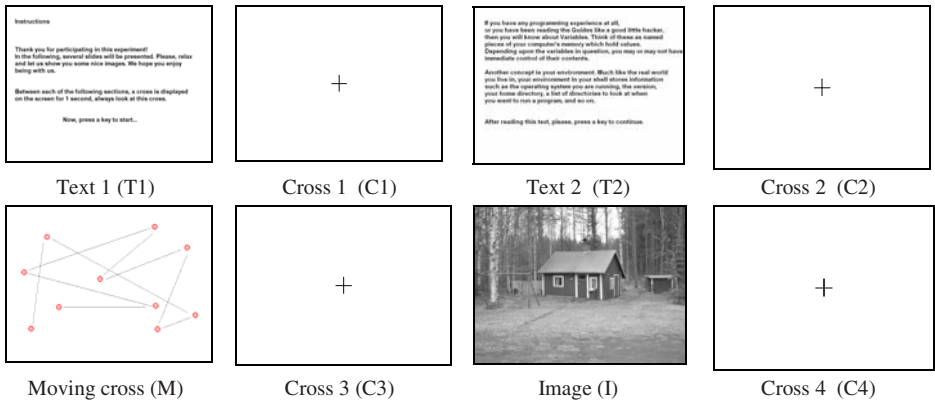 Instructions
Thank you for participating in this experiment!
In the following, several slides will be presented. Please, relax
and let us show you some nice images. We hope you enjoy
being with us.
Between each of the following sections, a cross is displayed
on the screen for 1 second, always look at this cross.
Now, press a key to start...
Text 1 (T1)
Cross 1 (C1)
If you have any programming experience at all,
or you have been reading the Guides like a good little hacker,
then you will know about Variables. Think of these as named
pieces of your computer's memory which hold values.
Depending upon the variables in question, you may or may not have
immediate control of their contents.
Another concept is your environment. Much like the real world
you live in, your environment in your shell stores information
such as the operating system you are running, the version,
your home directory, a list of directories to look at when
you want to run a program, and so on.
After reading this text, please, press a key to continue.
Text 2 (T2)
Cross 2 (C2)
Moving cross (M)
Cross 3 (C3)
Image (I)
Cross 4 (C4)